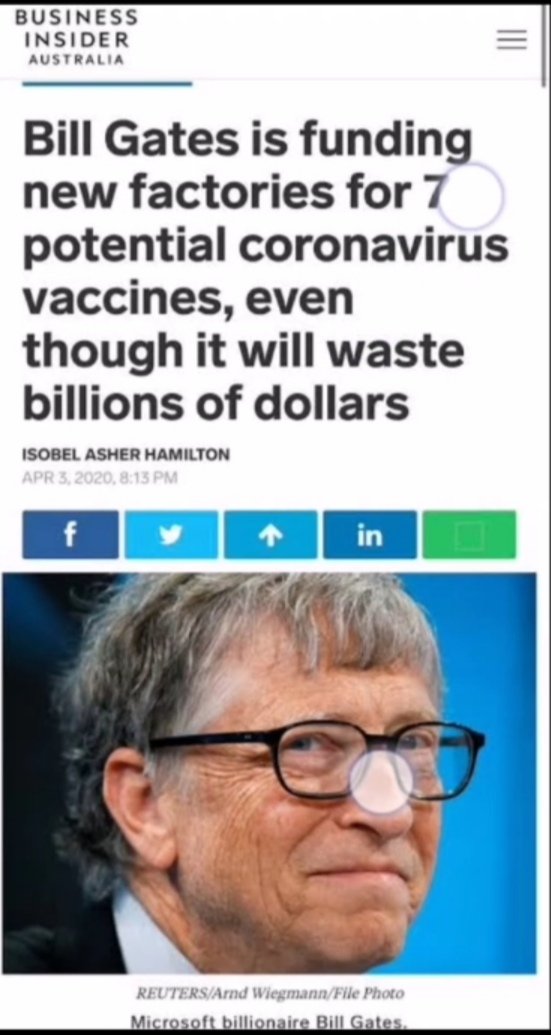 BUSINESS
INSIDER
AUSTRALIA
Bill Gates is funding
new factories for 7
potential coronavirus
vaccines, even
though it will waste
billions of dollars
ISOBEL ASHER HAMILTON
APR 3, 2020, 8:13 PM
f
in
REUTERS/Arnd Wiegmann/File Photo
Microsoft billionaire Bill Gates.